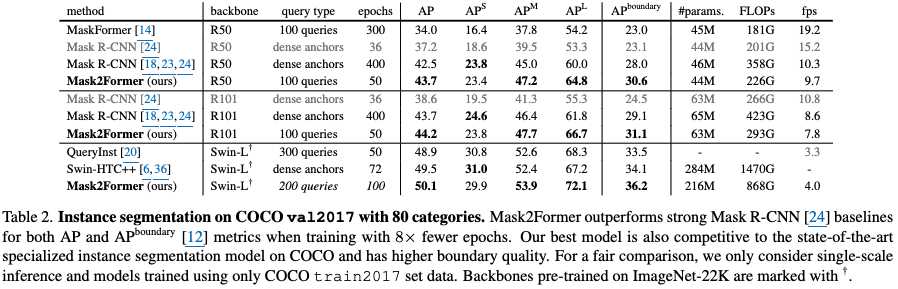 method backbone query type epochs AP APS APM APL APboundary #params. FLOPs fps
MaskFormer [14] R50 100 queries 300 34.0 16.4 37.8 54.2 23.0 45M 181G 19.2
Mask R-CNN [24] R50 dense anchors 36 37.2 18.6 39.5 53.3 23.1 44M 201G 15.2
Mask R-CNN [18,23,24] R50 dense anchors 400 42.5 23.8 45.0 60.0 28.0 46M 358G 10.3
Mask2Former (ours) R50 100 queries 50 43.7 23.4 47.2 64.8 30.6 44M 226G 9.7
Mask R-CNN [24] R101 dense anchors 36 38.6 19.5 41.3 55.3 24.5 63M 266G 10.8
Mask R-CNN [18,23,24] R101 dense anchors 400 43.7 24.6 46.4 61.8 29.1 65M 423G 8.6
Mask2Former (ours) R101 100 queries 50 44.2 23.8 47.7 66.7 31.1 63M 293G 7.8
QueryInst [20] Swin-L† 300 queries 50 48.9 30.8 52.6 68.3 33.5 - - 3.3
Swin-HTC++ [6,36] Swin-L† dense anchors 72 49.5 31.0 52.4 67.2 34.1 284M 1470G -
Mask2Former (ours) Swin-L† 200 queries 100 50.1 29.9 53.9 72.1 36.2 216M 868G 4.0
Table 2. Instance segmentation on COCO val2017 with 80 categories. Mask2Former outperforms strong Mask R-CNN [24] baselines
for both AP and APboundary [12] metrics when training with 8× fewer epochs. Our best model is also competitive to the state-of-the-art
specialized instance segmentation model on COCO and has higher boundary quality. For a fair comparison, we only consider single-scale
inference and models trained using only COCO train2017 set data. Backbones pre-trained on ImageNet-22K are marked with †.